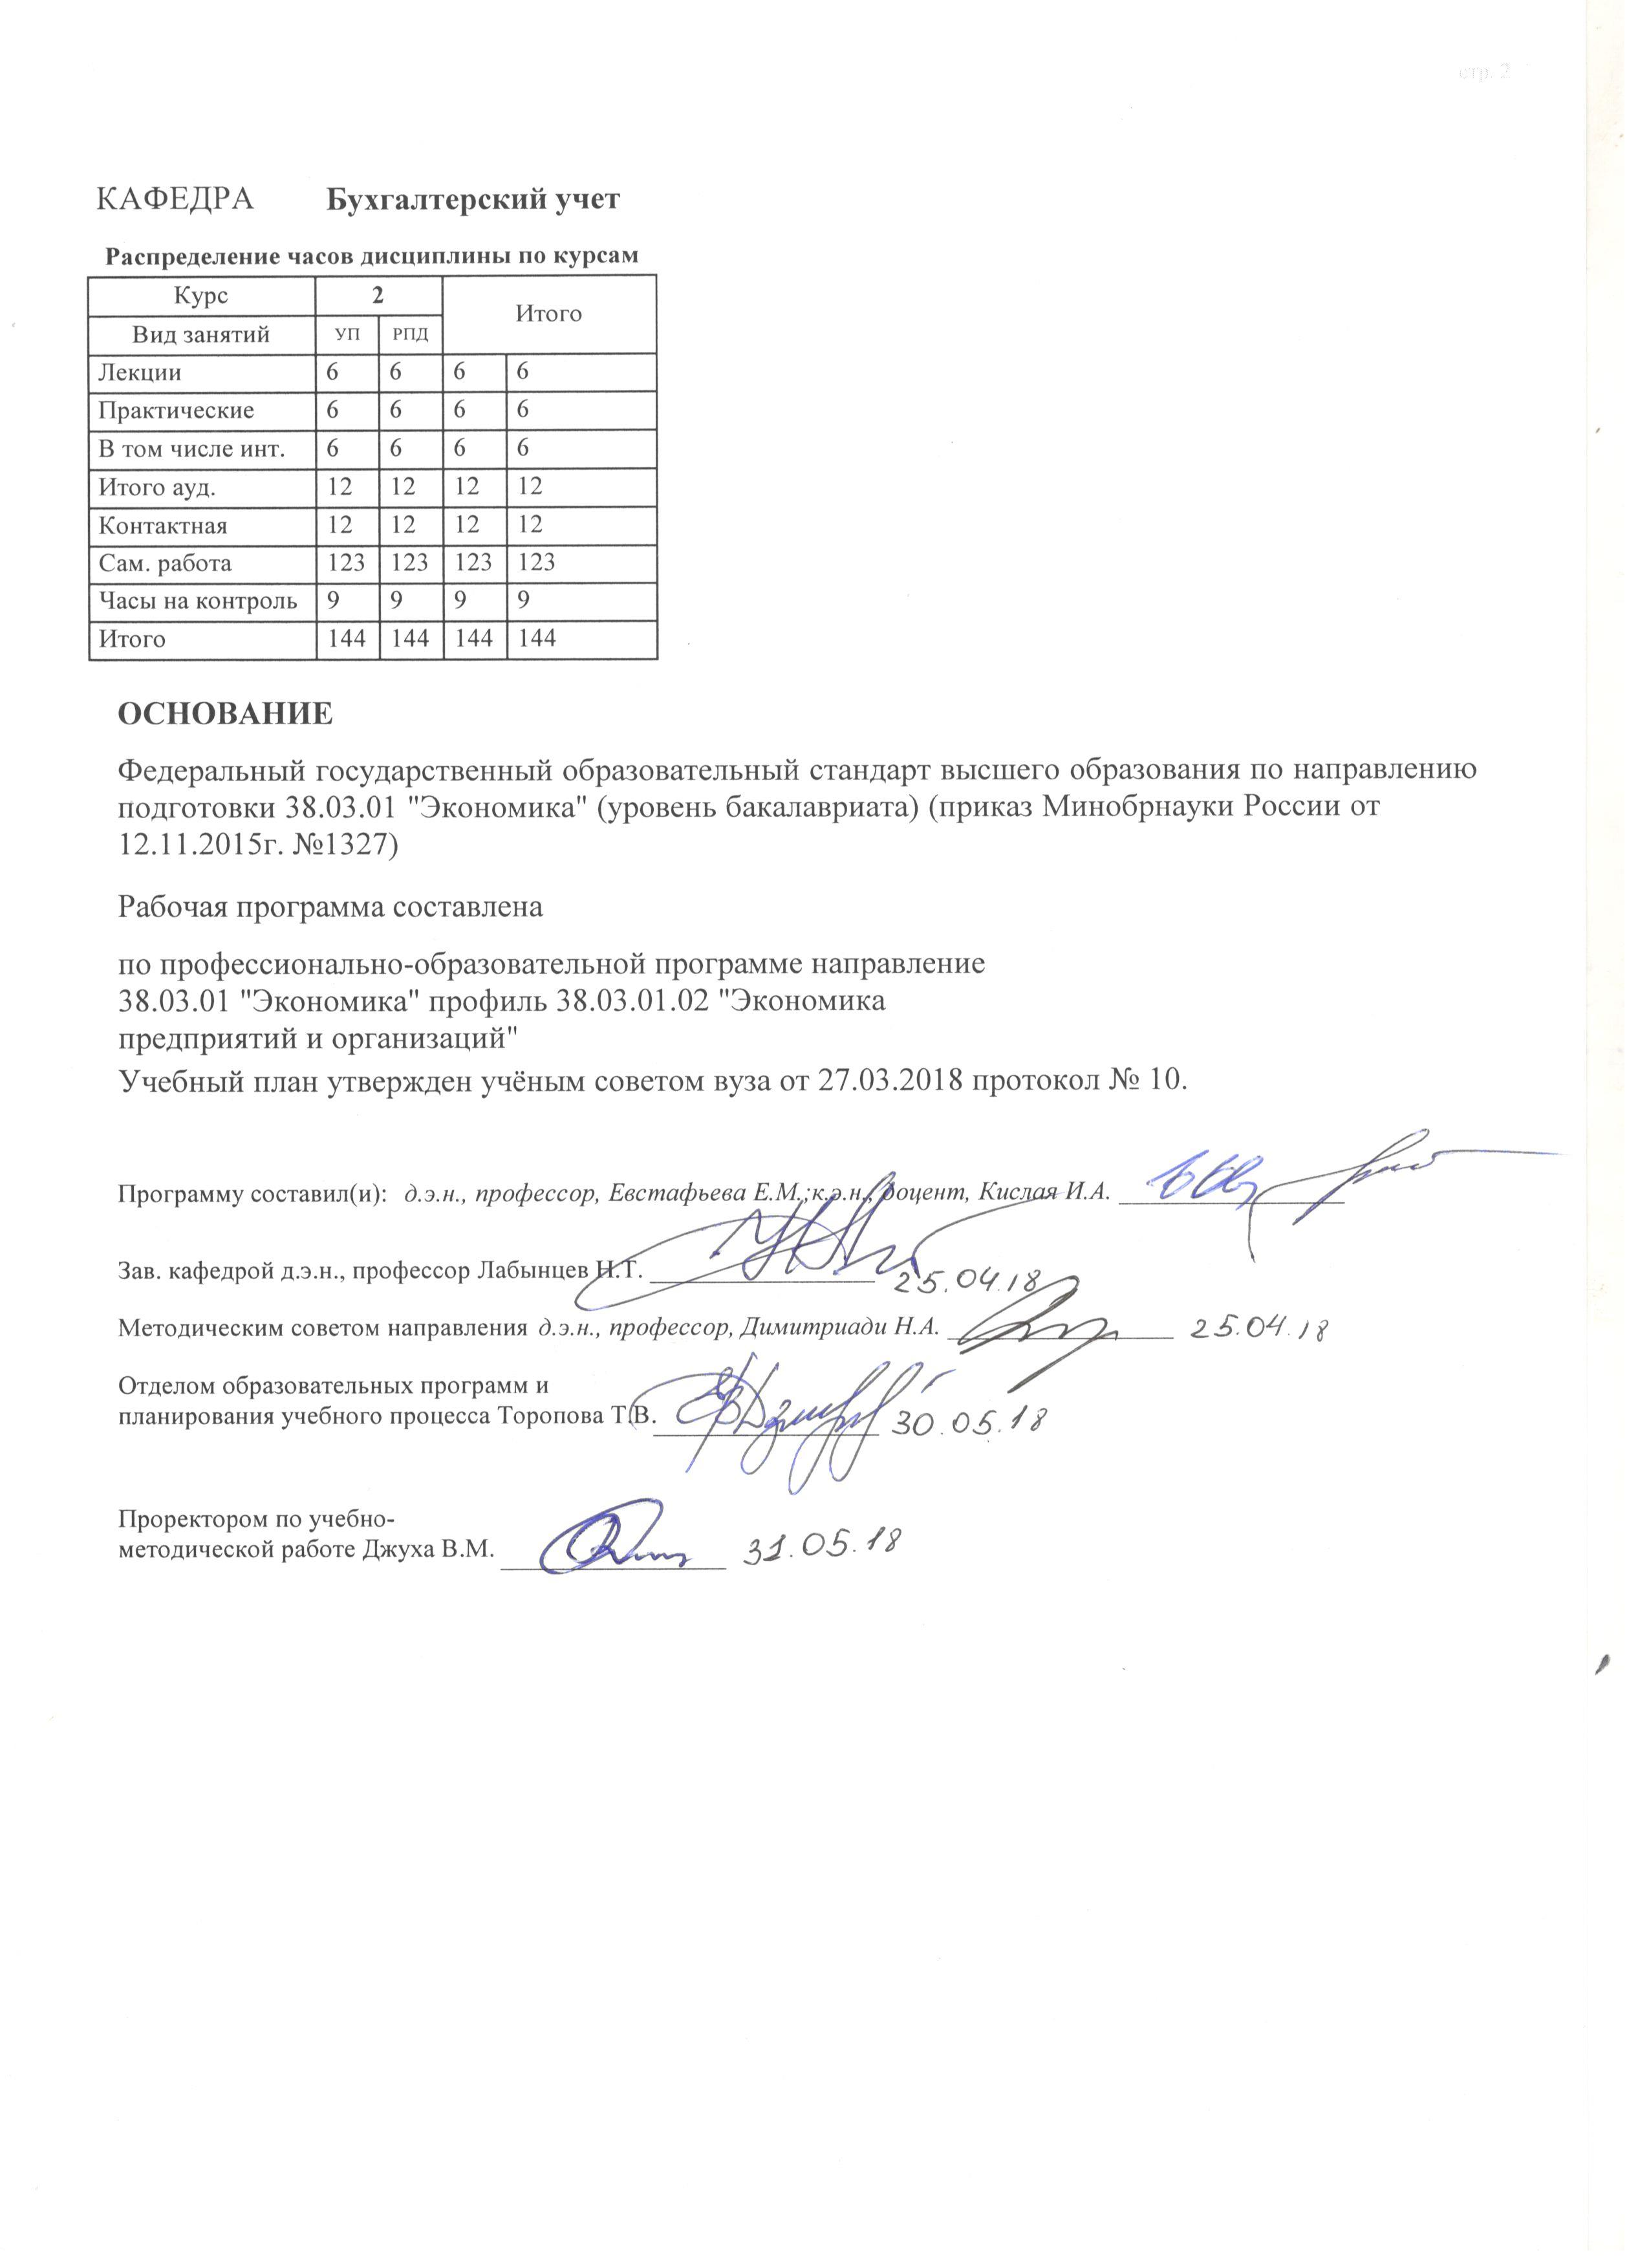 стр. 2
КАФЕДРА Бухгалтерский учет
Распределение часов дисциплины по курсам
Курс 2 Итого
Вид занятий УП РПД
Лекции 6 6 6 6
Практические 6 6 6 6
В том числе инт. 6 6 6 6
Итого ауд. 12 12 12 12
Контактная 12 12 12 12
Сам. работа 123 123 123 123
Часы на контроль 9 9 9 9
Итого 144 144 144 144
ОСНОВАНИЕ
Федеральный государственный образовательный стандарт высшего образования по направлению
подготовки 38.03.01 "Экономика" (уровень бакалавриата) (приказ Минобрнауки России от
12.11.2015г. №1327)
Рабочая программа составлена
по профессионально-образовательной программе направление
38.03.01 "Экономика" профиль 38.03.01.02 "Экономика
предприятий и организаций"
Учебный план утвержден учёным советом вуза от 27.03.2018 протокол № 10.
Программу составил(и): д.э.н., профессор, Евстафьева Е.М.;к.э.н., доцент, Кислая И.А.
Зав. кафедрой д.э.н., профессор Лабынцев Н.Т. 25.04.18
Методическим советом направления д.э.н., профессор, Димитриади Н.А. 25.04.18
Отделом образовательных программ и
планирования учебного процесса Торопова Т.В. 30.05.18
Проректором по учебно-
методической работе Джуха В.М. 31.05.18